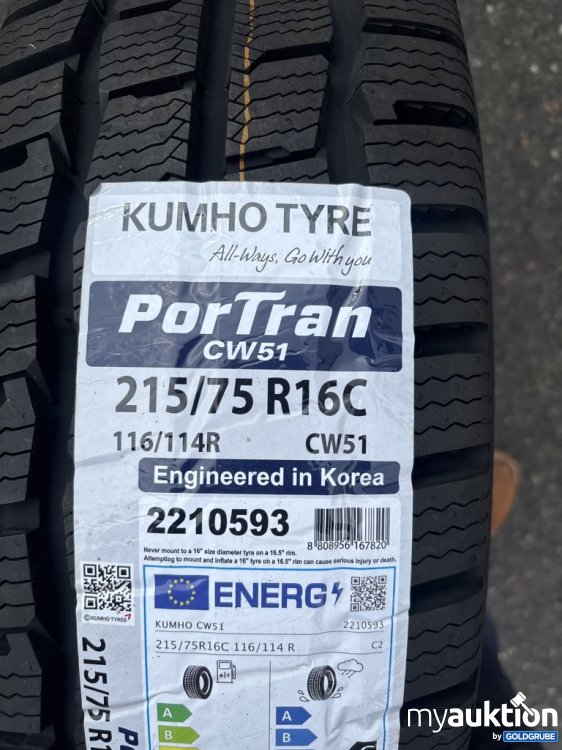 KUMHO TYRE
All-Ways, Go With you
PorTran
CW51
215/75 R16C
116/114R CW51
Engineered in Korea
2210593
8 808956 167820
Never mount to a 16" size diameter tyre on a 16.5" rim.
Attempting to mount and inflate a 16" tyre on a 16.5" rim can cause serious injury or death.
KUMHO TYRES
ENERG
KUMHO CW51 2210593
215/75R16C 116/114 R C2
A A
B B
215/75 R1
myauktion
by GOLDGRUBE